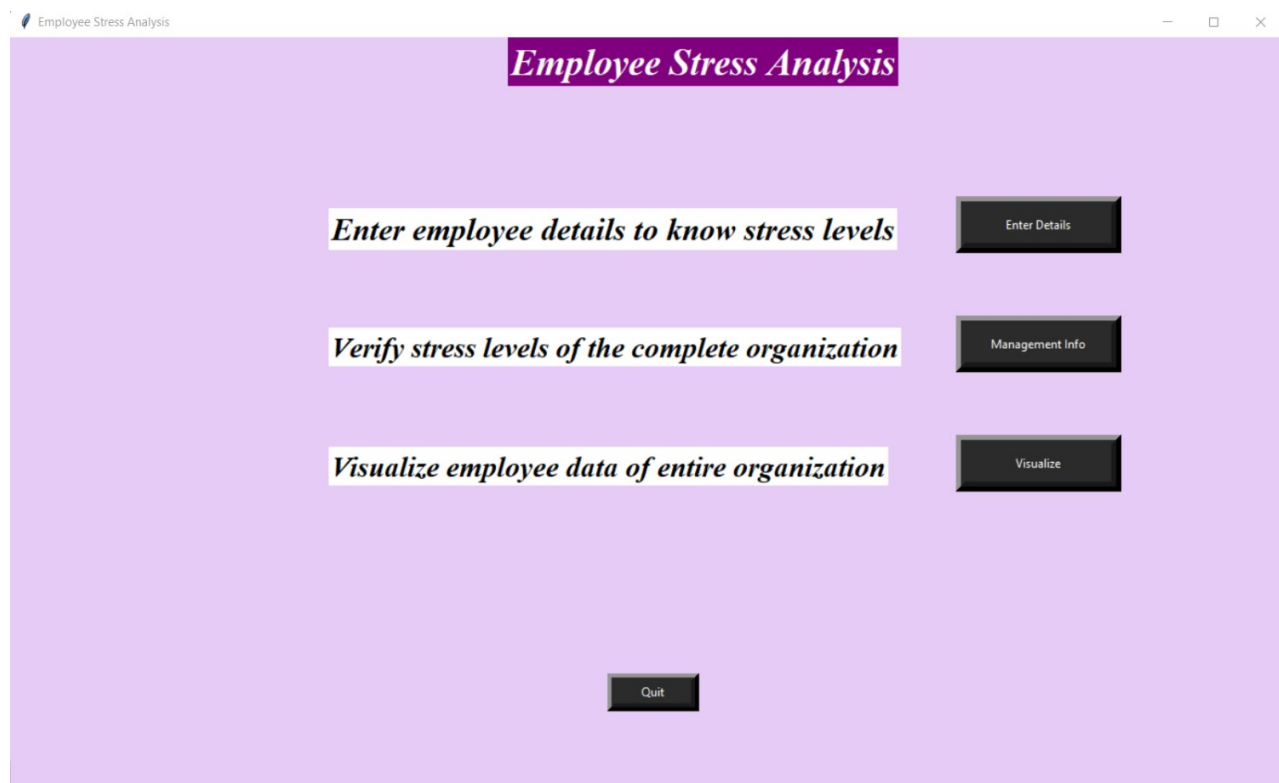 Employee Stress Analysis
Employee Stress Analysis
Enter employee details to know stress levels
Enter Details
Verify stress levels of the complete organization
Management Info
Visualize employee data of entire organization
Visualize
Quit